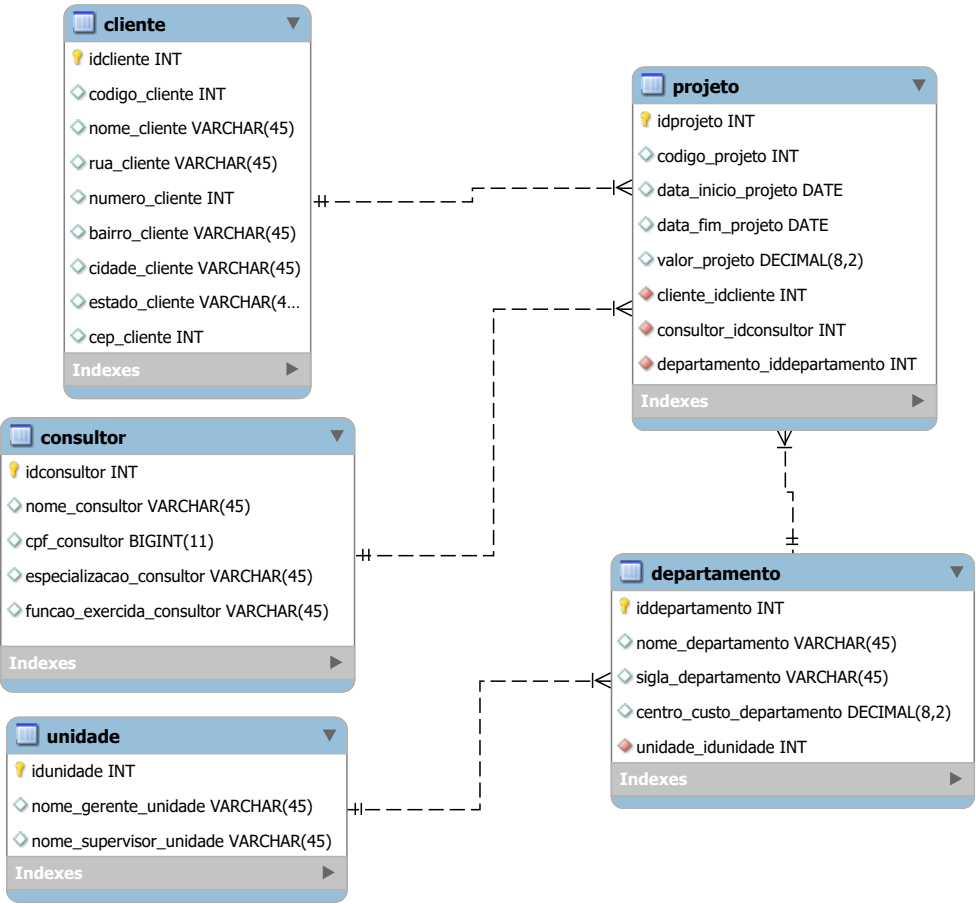 cliente
idcliente INT
codigo_cliente INT
nome_cliente VARCHAR(45)
rua_cliente VARCHAR(45)
numero_cliente INT
bairro_cliente VARCHAR(45)
cidade_cliente VARCHAR(45)
estado_cliente VARCHAR(4...
cep_cliente INT
Indexes
projeto
idprojeto INT
codigo_projeto INT
data_inicio_projeto DATE
data_fim_projeto DATE
valor_projeto DECIMAL(8,2)
cliente_idcliente INT
consultor_idconsultor INT
departamento_iddepartamento INT
Indexes
consultor
idconsultor INT
nome_consultor VARCHAR(45)
cpf_consultor BIGINT(11)
especializacao_consultor VARCHAR(45)
funcao_exercida_consultor VARCHAR(45)
Indexes
departamento
iddepartamento INT
nome_departamento VARCHAR(45)
sigla_departamento VARCHAR(45)
centro_custo_departamento DECIMAL(8,2)
unidade_idunidade INT
Indexes
unidade
idunidade INT
nome_gerente_unidade VARCHAR(45)
nome_supervisor_unidade VARCHAR(45)
Indexes